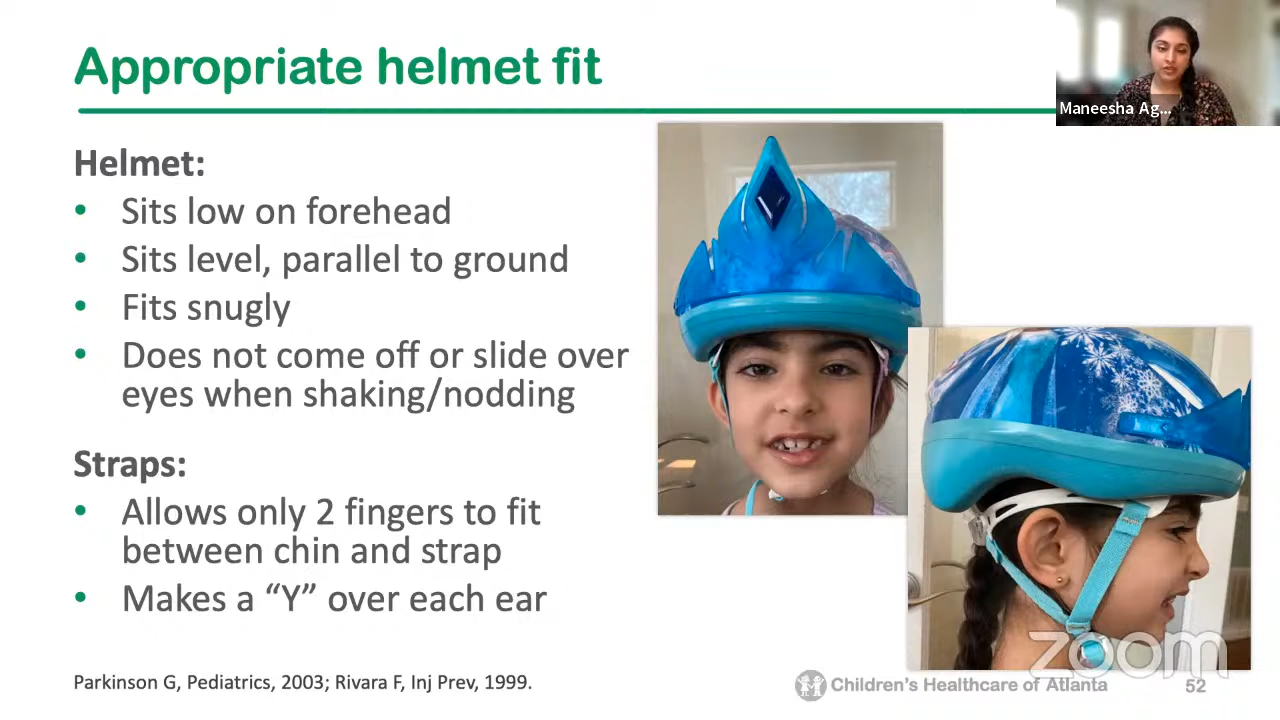 Appropriate helmet fit
Maneesha Ag...
Helmet:
• Sits low on forehead
• Sits level, parallel to ground
• Fits snugly
• Does not come off or slide over
eyes when shaking/nodding
Straps:
• Allows only 2 fingers to fit
between chin and strap
• Makes a “Y” over each ear
zoom
Parkinson G, Pediatrics, 2003; Rivara F, Inj Prev, 1999.
Children's Healthcare of Atlanta
52